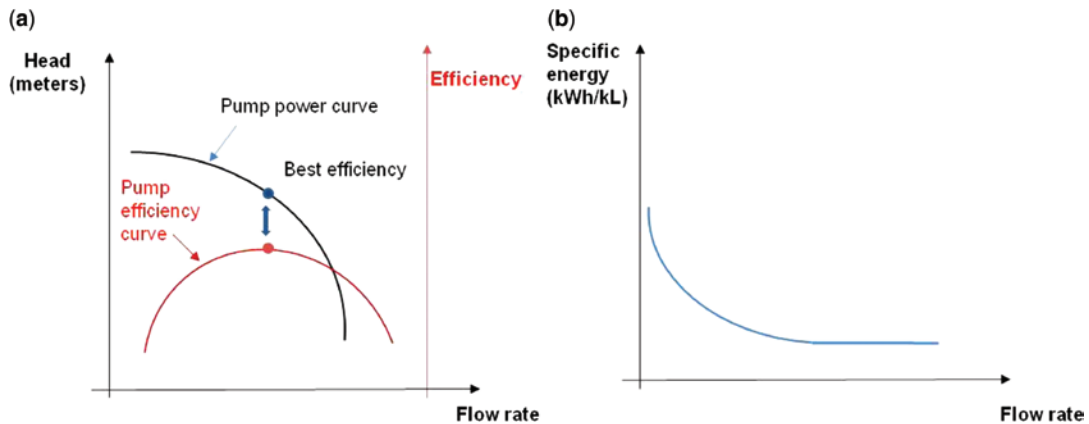 (a)
Head
(meters)
Efficiency
Pump power curve
Best efficiency
Pump
efficiency
curve
Flow rate
(b)
Specific
energy
(kWh/kL)
Flow rate